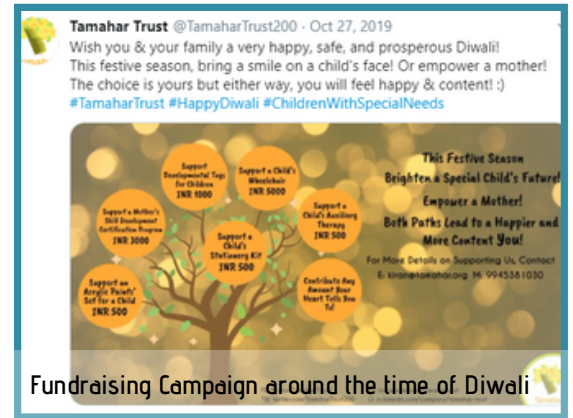 Tamahar Trust @TamaharTrust200 · Oct 27, 2019
Wish you & your family a very happy, safe, and prosperous Diwali!
This festive season, bring a smile on a child's face! Or empower a mother!
The choice is yours but either way, you will feel happy & content! :)
#TamaharTrust #HappyDiwali #ChildrenWithSpecialNeeds
Support
Developmental Toys
for Children
INR 1000
Support a Child's
Wheelchair
INR 5000
Support a Mother's
Skill Development
Certification Program
INR 3000
Support a
Child's
Stationery Kit
INR 500
Support a
Child's Auxiliary
Therapy
INR 500
Support an
Acrylic Paints'
Set for a Child
INR 500
Contribute Any
Amount Your
Heart Tells You
To!
This Festive Season
Brighten a Special Child's Future!
Empower a Mother!
Both Paths Lead to a Happier and
More Content You!
For More Details on Supporting Us, Contact
E: kiran@tamahar.org M: 9945381030
Fundraising Campaign around the time of Diwali